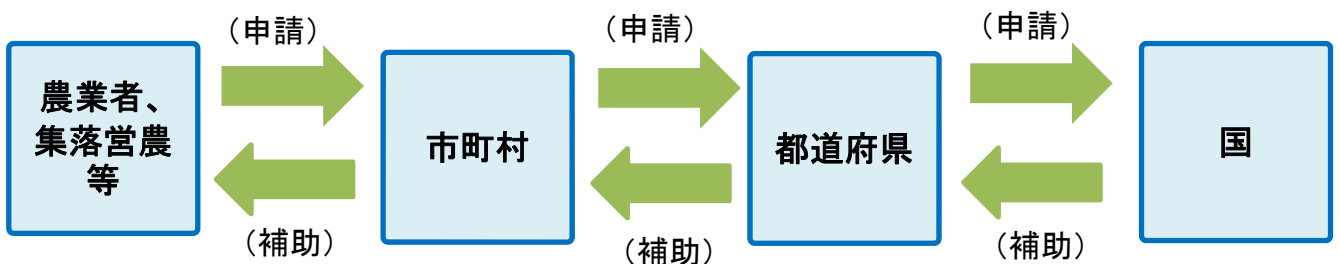 （申請）
（申請）
（申請）
農業者、
集落営農
等
市町村
都道府県
国
（補助）
（補助）
（補助）